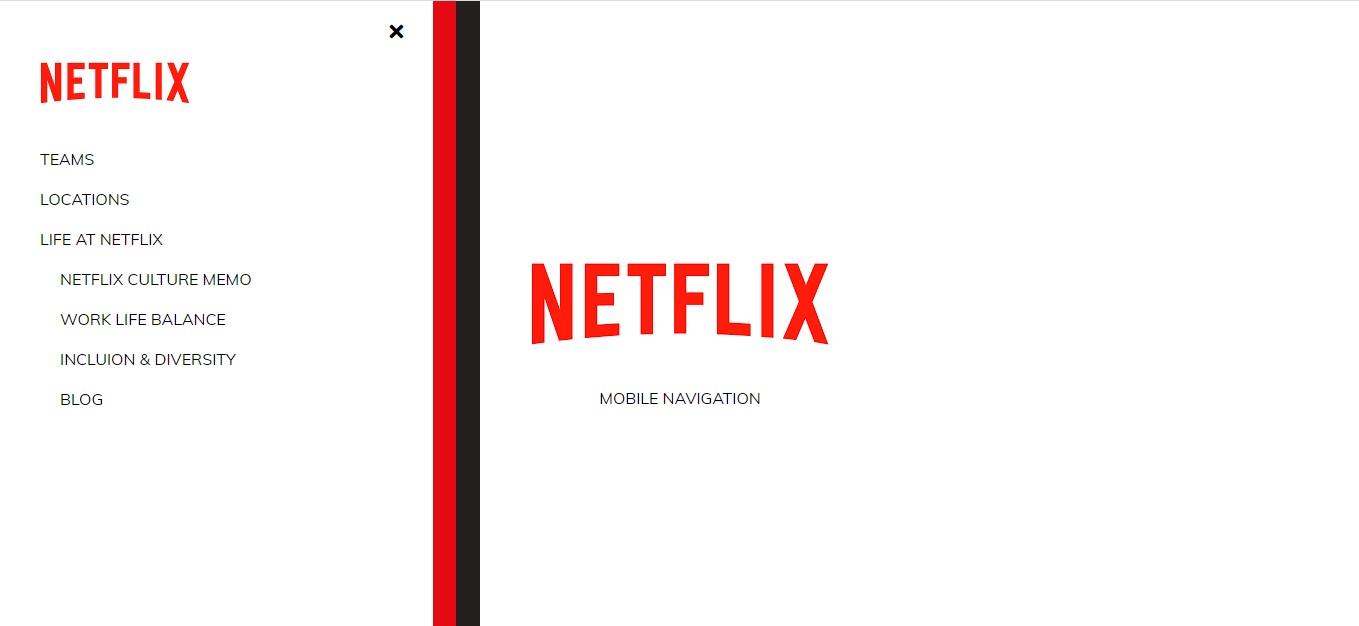 NETFLIX
TEAMS
LOCATIONS
LIFE AT NETFLIX
NETFLIX CULTURE MEMO
WORK LIFE BALANCE
INCLUION & DIVERSITY
BLOG
NETFLIX
MOBILE NAVIGATION